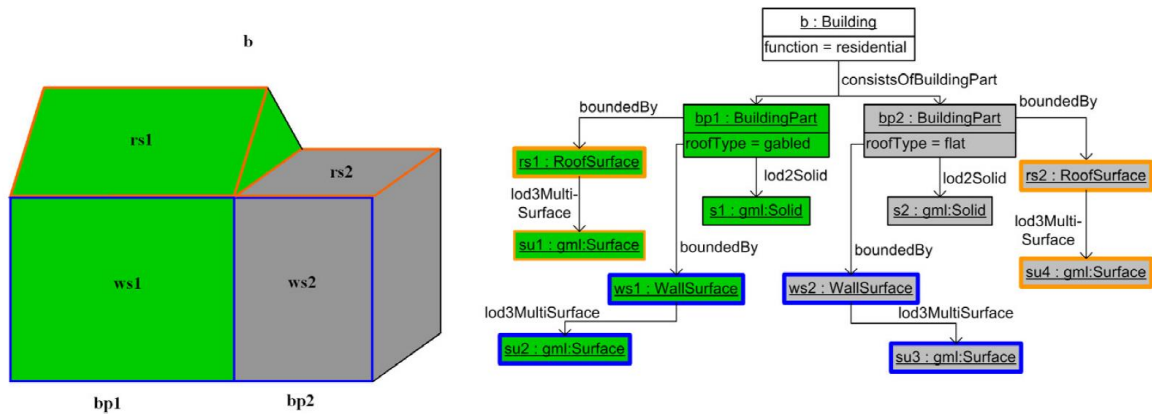 b
rs1
rs2
ws1
ws2
bp1
bp2
b : Building
function = residential
consistsOfBuildingPart
boundedBy
bp1 : BuildingPart
roofType = gabled
bp2 : BuildingPart
roofType = flat
boundedBy
rs1 : RoofSurface
lod3Multi-
Surface
su1 : gml:Surface
lod2Solid
s1 : gml:Solid
lod2Solid
s2 : gml:Solid
rs2 : RoofSurface
lod3Multi-
Surface
su4 : gml:Surface
boundedBy
ws1 : WallSurface
lod3MultiSurface
su2 : gml:Surface
boundedBy
ws2 : WallSurface
lod3MultiSurface
su3 : gml:Surface